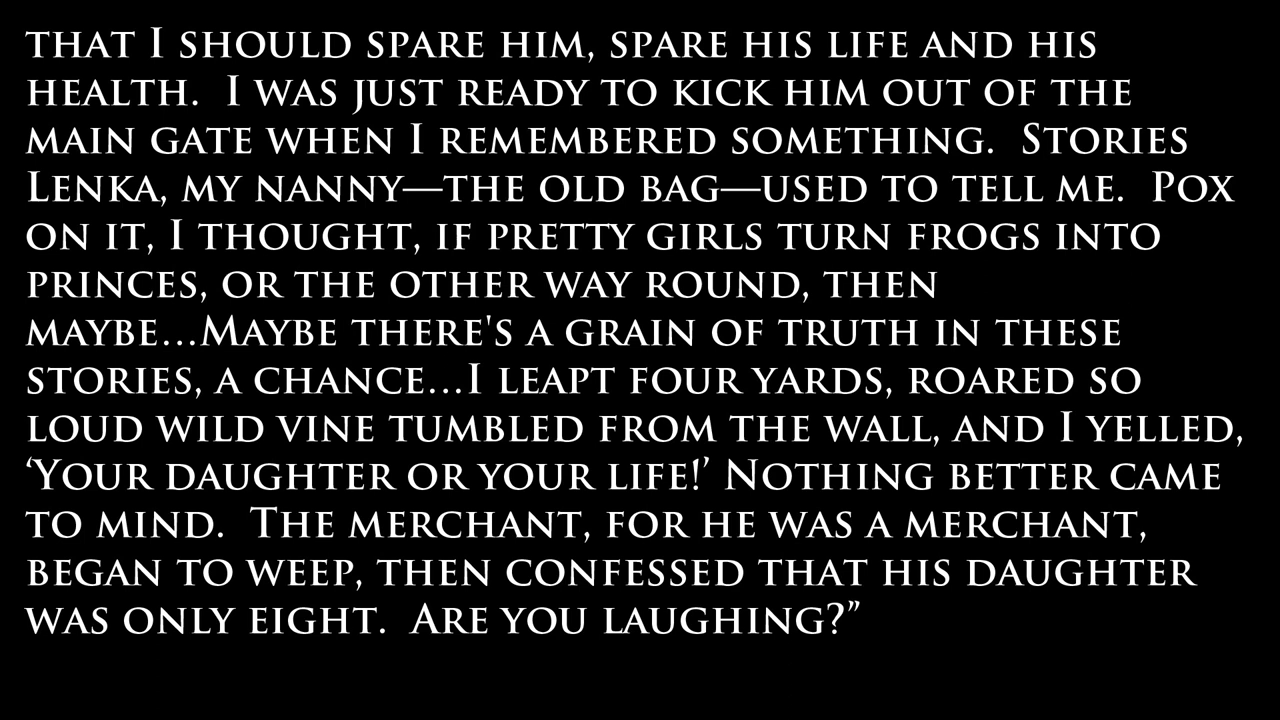 that I should spare him, spare his life and his
health.  I was just ready to kick him out of the
main gate when I remembered something.  Stories
Lenka, my nanny—the old bag—used to tell me.  Pox
on it, I thought, if pretty girls turn frogs into
princes, or the other way round, then
maybe…Maybe there's a grain of truth in these
stories, a chance…I leapt four yards, roared so
loud wild vine tumbled from the wall, and I yelled,
‘Your daughter or your life!’ Nothing better came
to mind.  The merchant, for he was a merchant,
began to weep, then confessed that his daughter
was only eight.  Are you laughing?”